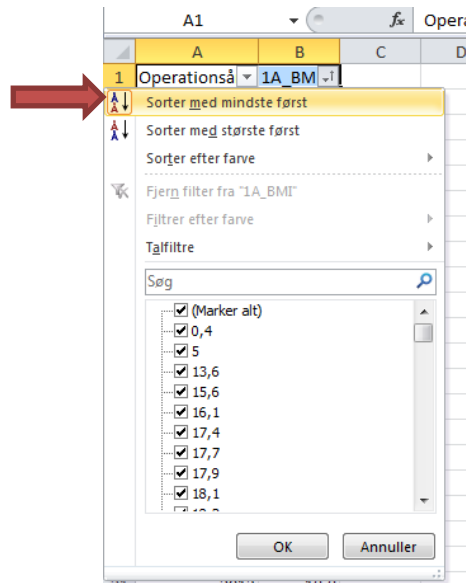 A1 fx Opera
A B C D
1 Operationså 1A_BM
Sorter med mindste først
Sorter med største først
Sorter efter farve
Fjern filter fra "1A_BMI"
Filtrer efter farve
Talfiltre
Søg
(Marker alt)
0,4
5
13,6
15,6
16,1
17,4
17,7
17,9
18,1
OK Annuller